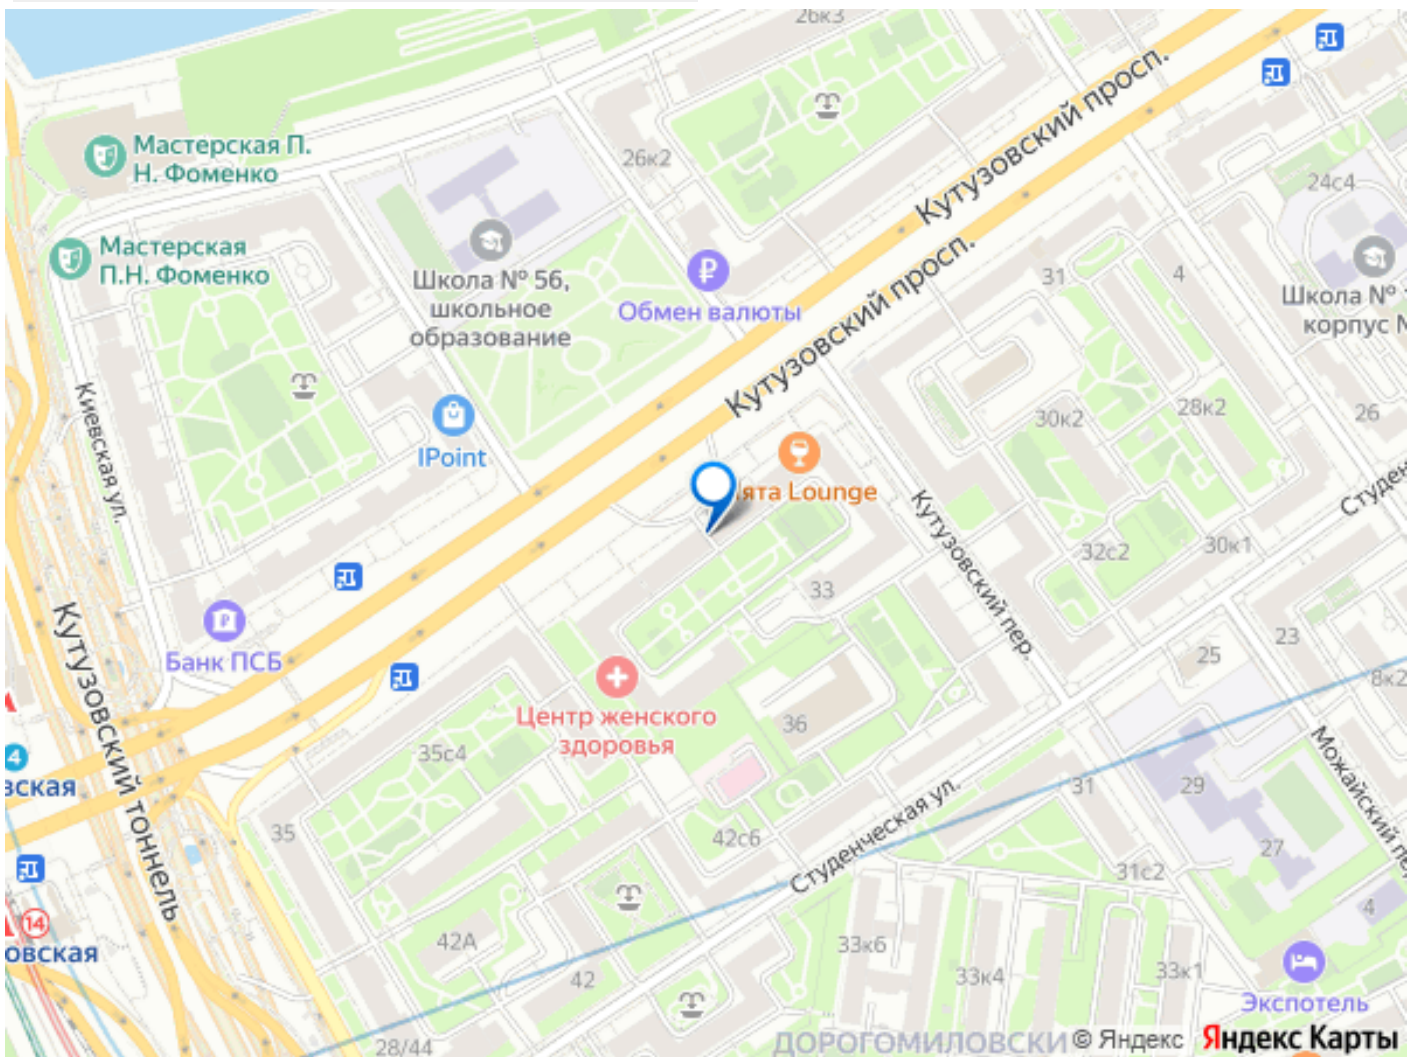 26к3
Кутузовский просп.
Мастерская П.
Н. Фоменко
26к2
24с4
Мастерская
П.Н. Фоменко
Школа № 56,
школьное
образование
Обмен валюты
31
4
Школа №
корпус
Кутузовский просп.
Киевская ул.
IPoint
30к2
28к2
26
ята Lounge
Студен
Кутузовский пер.
32с2
30к1
33
Кутузовский тоннель
Банк ПСБ
Центр женского
здоровья
23
25
8к2
35с4
36
4
вская
35
42с6
Студенческая ул.
31
29
Можайский пер
27
31с2
14
овская
42А
42
33к6
33к4
33к1
4
Экспотель
28/44
ДОРОГОМИЛОВСКИ
© Яндекс Яндекс Карты